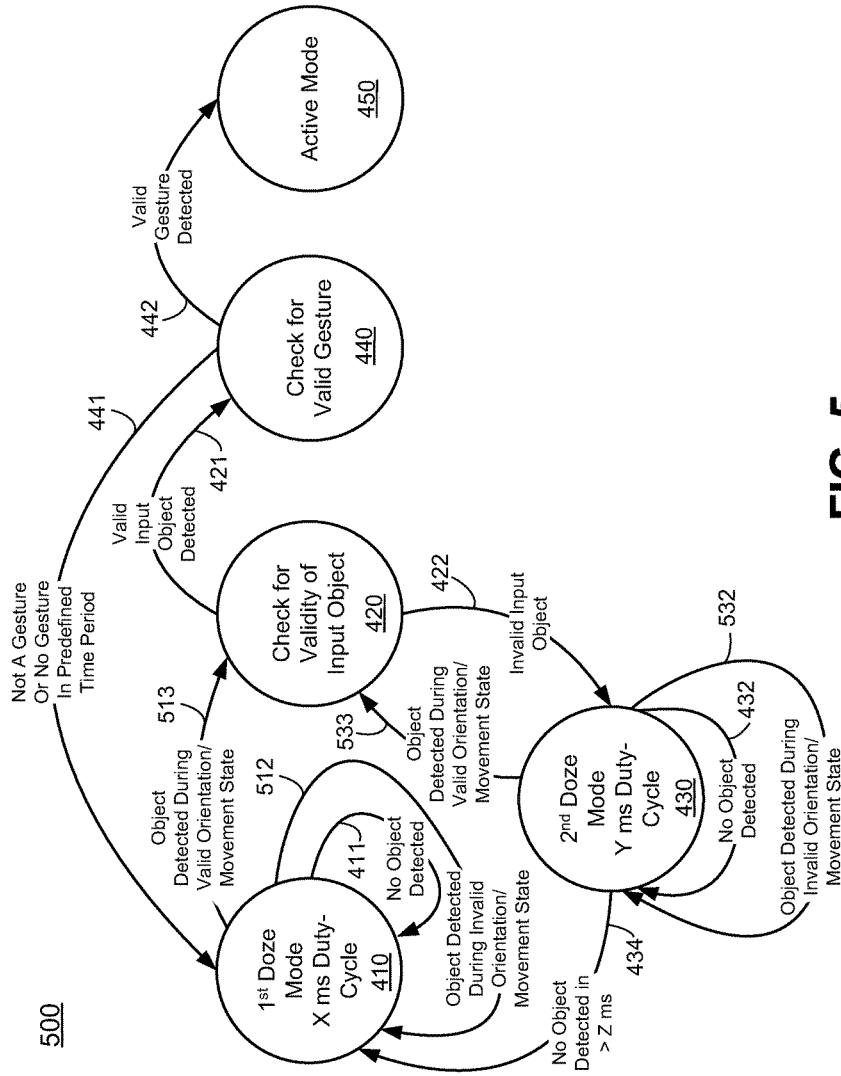 500
Not A Gesture
Or No Gesture
In Predefined
Time Period
441
Object
Detected During
Valid Orientation/
Movement State
513
Valid
Input
Object
Detected
421
Valid
Gesture
Detected
442
1st Doze
Mode
X ms Duty-
Cycle
410
512
411
No Object
Detected
Object Detected
During Invalid
Orientation/
Movement State
Check for
Validity of
Input Object
420
Check for
Valid Gesture
440
Active Mode
450
533
Object
Detected During
Valid Orientation/
Movement State
422
Invalid Input
Object
No Object
Detected in
> Z ms
434
2nd Doze
Mode
Y ms Duty-
Cycle
430
432
No Object
Detected
532
Object Detected During
Invalid Orientation/
Movement State